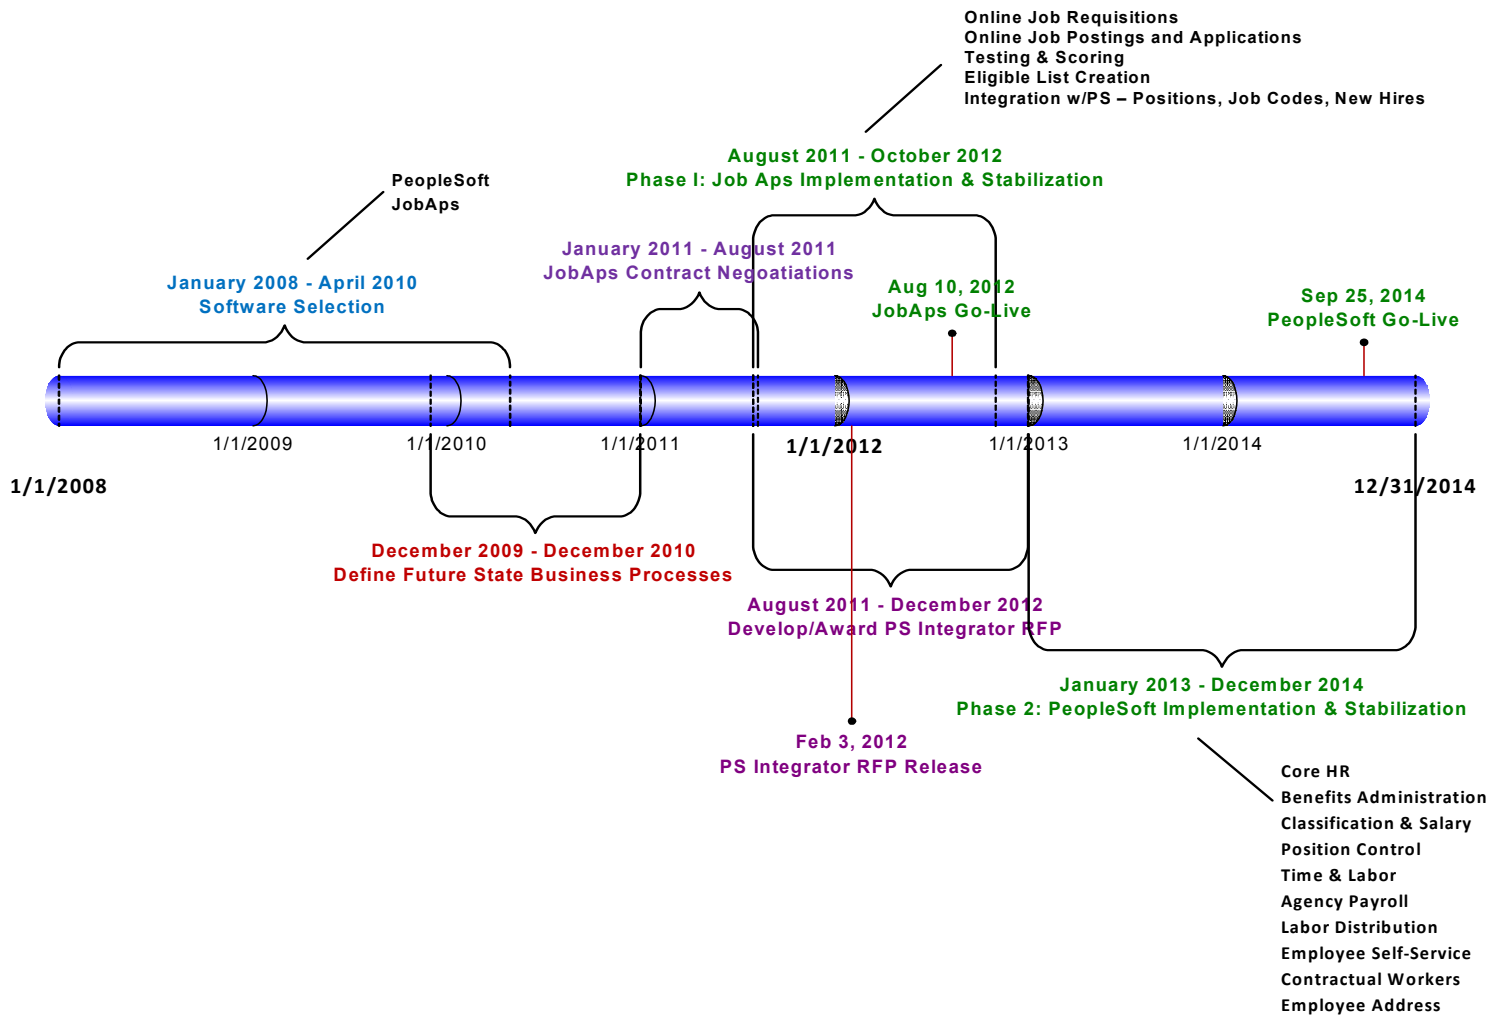 Online Job Requisitions
Online Job Postings and Applications
Testing & Scoring
Eligible List Creation
Integration w/PS – Positions, Job Codes, New Hires
August 2011 - October 2012
Phase I: Job Aps Implementation & Stabilization
PeopleSoft
JobAps
January 2011 - August 2011
JobAps Contract Negoatiations
January 2008 - April 2010
Software Selection
Aug 10, 2012
JobAps Go-Live
Sep 25, 2014
PeopleSoft Go-Live
1/1/2009
1/1/2010
1/1/2011
1/1/2012
1/1/2013
1/1/2014
1/1/2008
12/31/2014
December 2009 - December 2010
Define Future State Business Processes
August 2011 - December 2012
Develop/Award PS Integrator RFP
January 2013 - December 2014
Phase 2: PeopleSoft Implementation & Stabilization
Feb 3, 2012
PS Integrator RFP Release
Core HR
Benefits Administration
Classification & Salary
Position Control
Time & Labor
Agency Payroll
Labor Distribution
Employee Self-Service
Contractual Workers
Employee Address